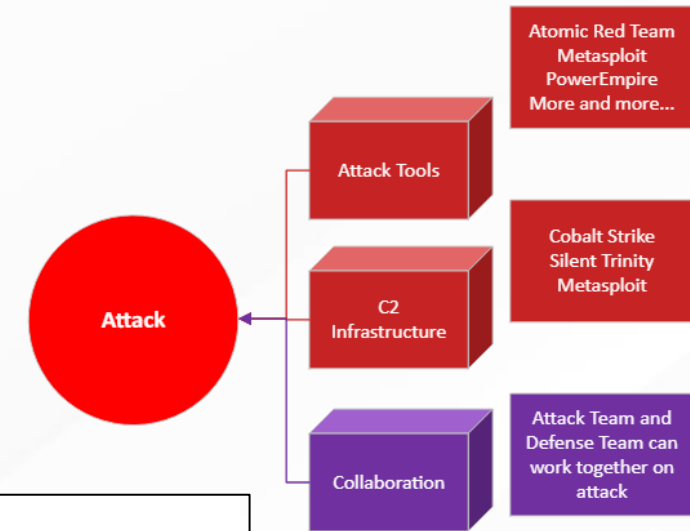 Atomic Red Team
Metasploit
PowerEmpire
More and more...
Attack Tools
Cobalt Strike
Silent Trinity
Metasploit
C2
Infrastructure
Attack
Attack Team and
Defense Team can
work together on
attack
Collaboration